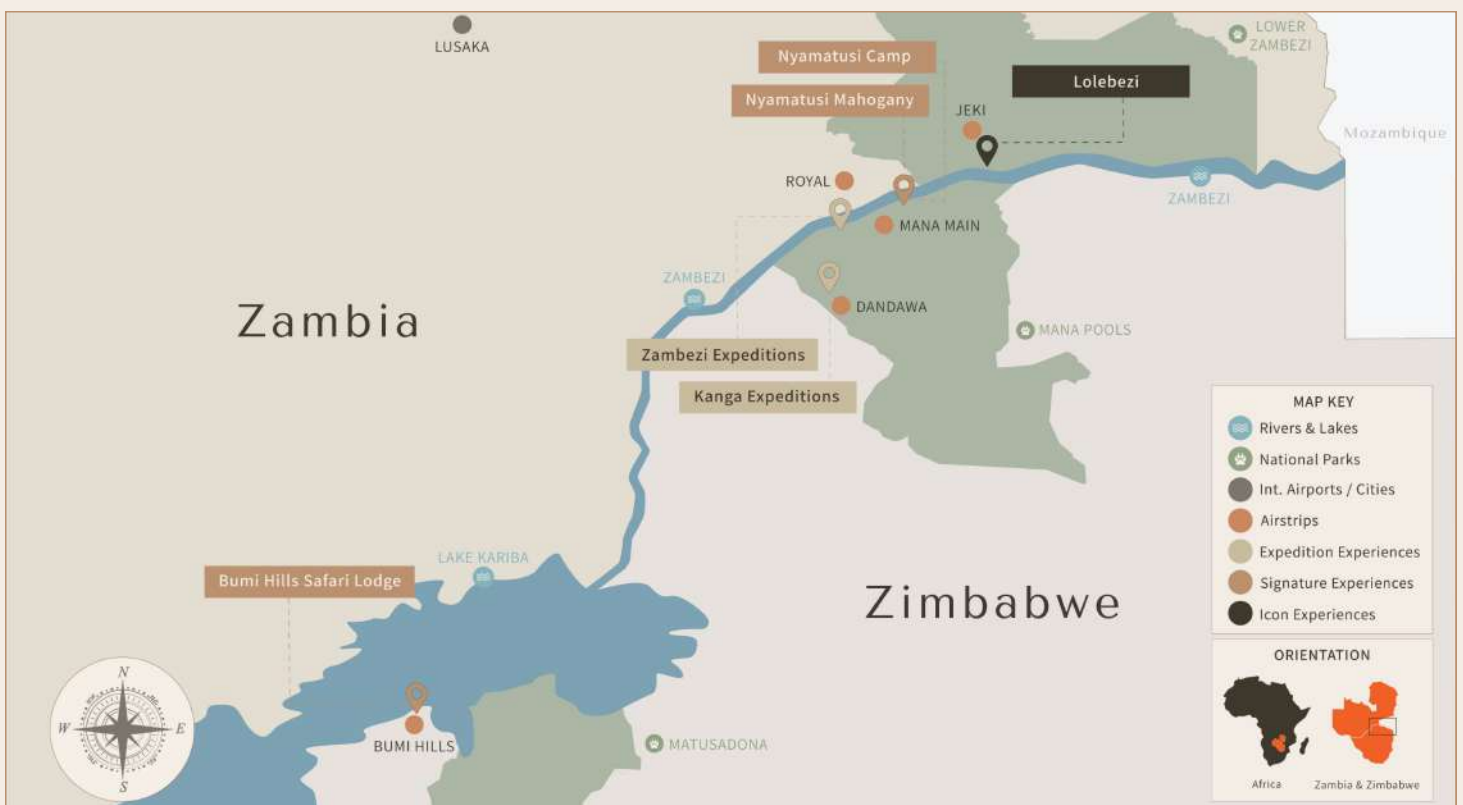 LUSAKA
LOWER
ZAMBEZI
Nyamatusi Camp
Nyamatusi Mahogany
Lolebezi
JEKI
Mozambique
ROYAL
ZAMBEZI
MANA MAIN
ZAMBEZI
DANDAWA
Zambia
MANA POOLS
Zambezi Expeditions
Kanga Expeditions
MAP KEY
Rivers & Lakes
National Parks
Int. Airports / Cities
Airstrips
Expedition Experiences
Signature Experiences
Icon Experiences
LAKE KARIBA
Bumi Hills Safari Lodge
Zimbabwe
ORIENTATION
Africa
Zambia & Zimbabwe
N
W
E
S
BUMI HILLS
MATUSADONA